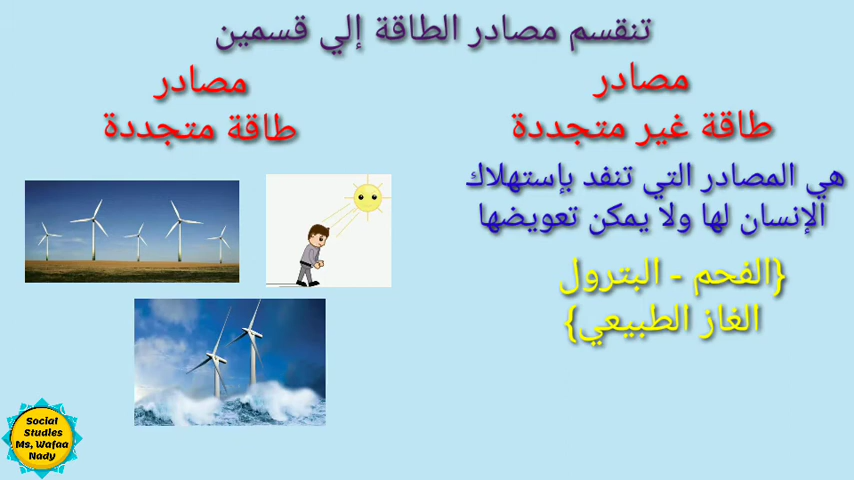 تنقسم مصادر الطاقة إلي قسمين
مصادر
طاقة غير متجددة
هي المصادر التي تنفد بإستهلاك
الإنسان لها ولا يمكن تعويضها
{الفحم - البترول
الغاز الطبيعي}
مصادر
طاقة متجددة
Social
Studies
Ms, Wafaa
Nady